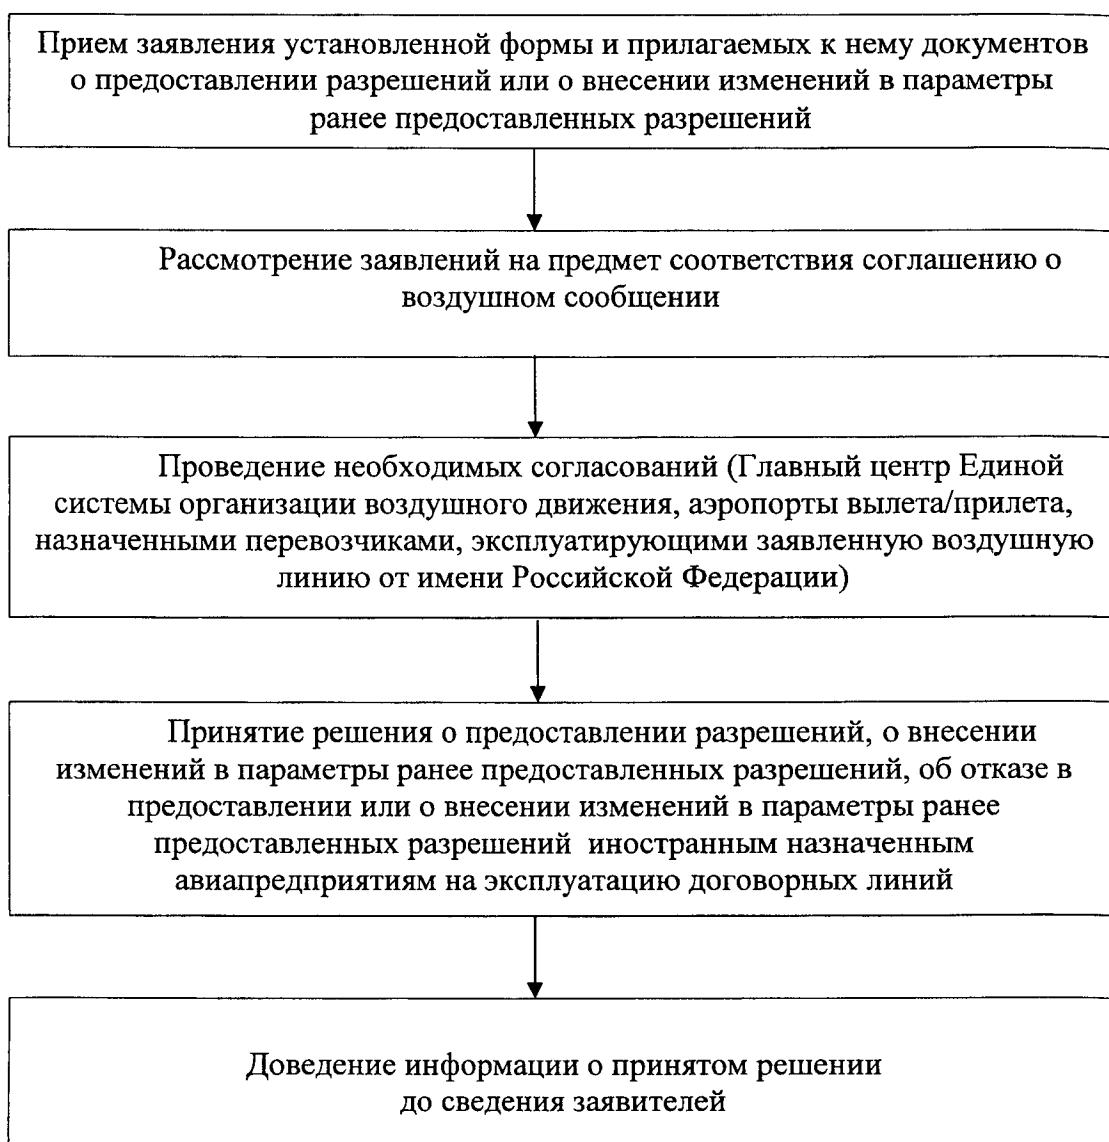 Прием заявления установленной формы и прилагаемых к нему документов
о предоставлении разрешений или о внесении изменений в параметры
ранее предоставленных разрешений
Рассмотрение заявлений на предмет соответствия соглашению о
воздушном сообщении
Проведение необходимых согласований (Главный центр Единой
системы организации воздушного движения, аэропорты вылета/прилета,
назначенными перевозчиками, эксплуатирующими заявленную воздушную
линию от имени Российской Федерации)
Принятие решения о предоставлении разрешений, о внесении
изменений в параметры ранее предоставленных разрешений, об отказе в
предоставлении или о внесении изменений в параметры ранее
предоставленных разрешений иностранным назначенным
авиапредприятиям на эксплуатацию договорных линий
Доведение информации о принятом решении
до сведения заявителей